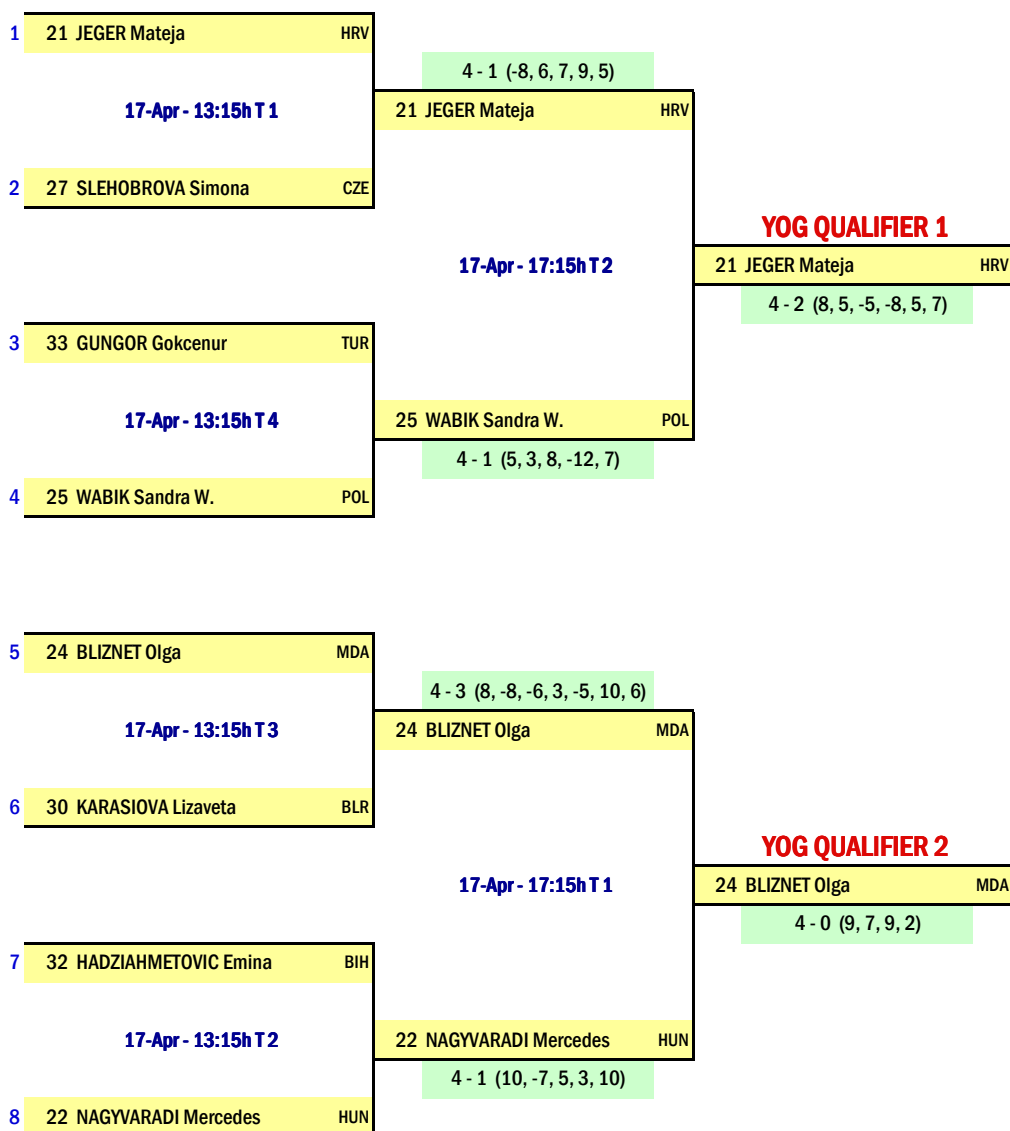 1 21 JEGER Mateja HRV
4 - 1 (-8, 6, 7, 9, 5)
17-Apr - 13:15h T 1
21 JEGER Mateja HRV
2 27 SLEHOBROVA Simona CZE
YOG QUALIFIER 1
17-Apr - 17:15h T 2
21 JEGER Mateja HRV
4 - 2 (8, 5, -5, -8, 5, 7)
3 33 GUNGOR Gokcenur TUR
17-Apr - 13:15h T 4
25 WABIK Sandra W. POL
4 - 1 (5, 3, 8, -12, 7)
4 25 WABIK Sandra W. POL
5 24 BLIZNET Olga MDA
4 - 3 (8, -8, -6, 3, -5, 10, 6)
17-Apr - 13:15h T 3
24 BLIZNET Olga MDA
6 30 KARASIOVA Lizaveta BLR
YOG QUALIFIER 2
17-Apr - 17:15h T 1
24 BLIZNET Olga MDA
4 - 0 (9, 7, 9, 2)
7 32 HADZIAHMETOVIC Emina BIH
17-Apr - 13:15h T 2
22 NAGYVARADI Mercedes HUN
4 - 1 (10, -7, 5, 3, 10)
8 22 NAGYVARADI Mercedes HUN